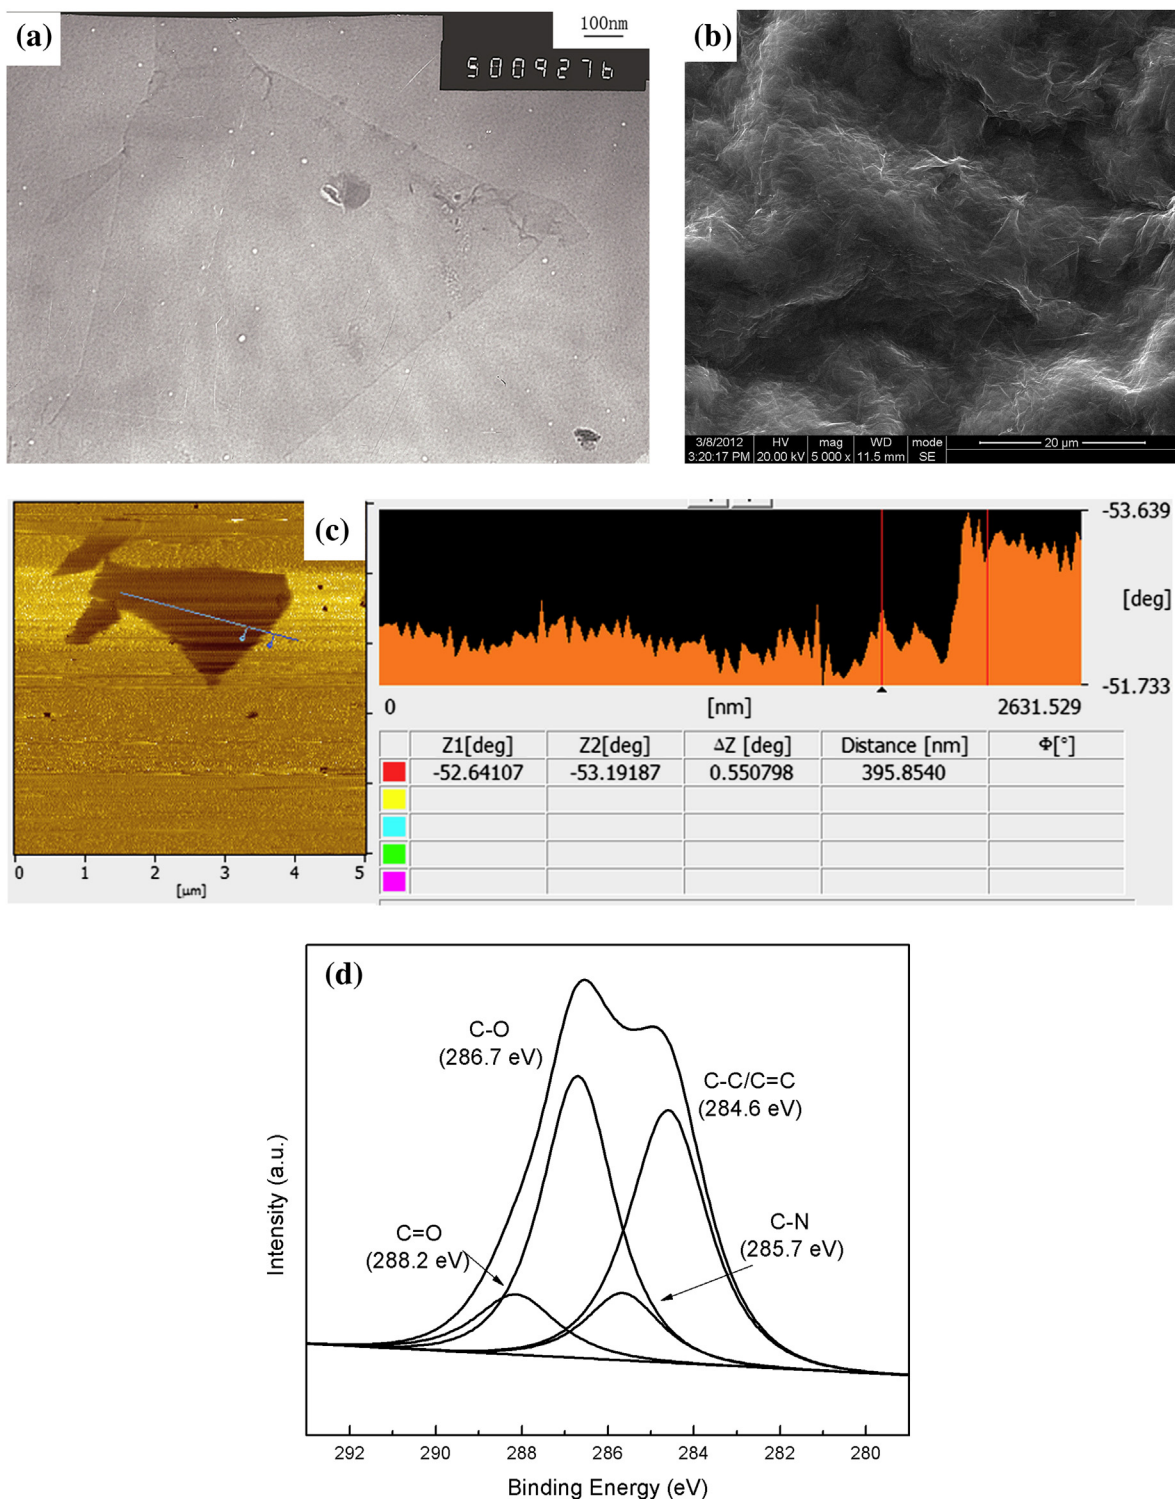 (a)
100nm
5009276
(b)
3/8/2012 HV mag WD mode
3:20:17 PM 20.00 kV 5 000 x 11.5 mm SE
20 µm
(c)
0 1 2 3 4 5
[µm]
-53.639
[deg]
-51.733
0 [nm] 2631.529
Z1[deg] Z2[deg] ΔZ [deg] Distance [nm] Φ[°]
-52.64107 -53.19187 0.550798 395.8540
(d)
C-O
(286.7 eV)
C-C/C=C
(284.6 eV)
C=O
(288.2 eV)
C-N
(285.7 eV)
Intensity (a.u.)
292 290 288 286 284 282 280
Binding Energy (eV)